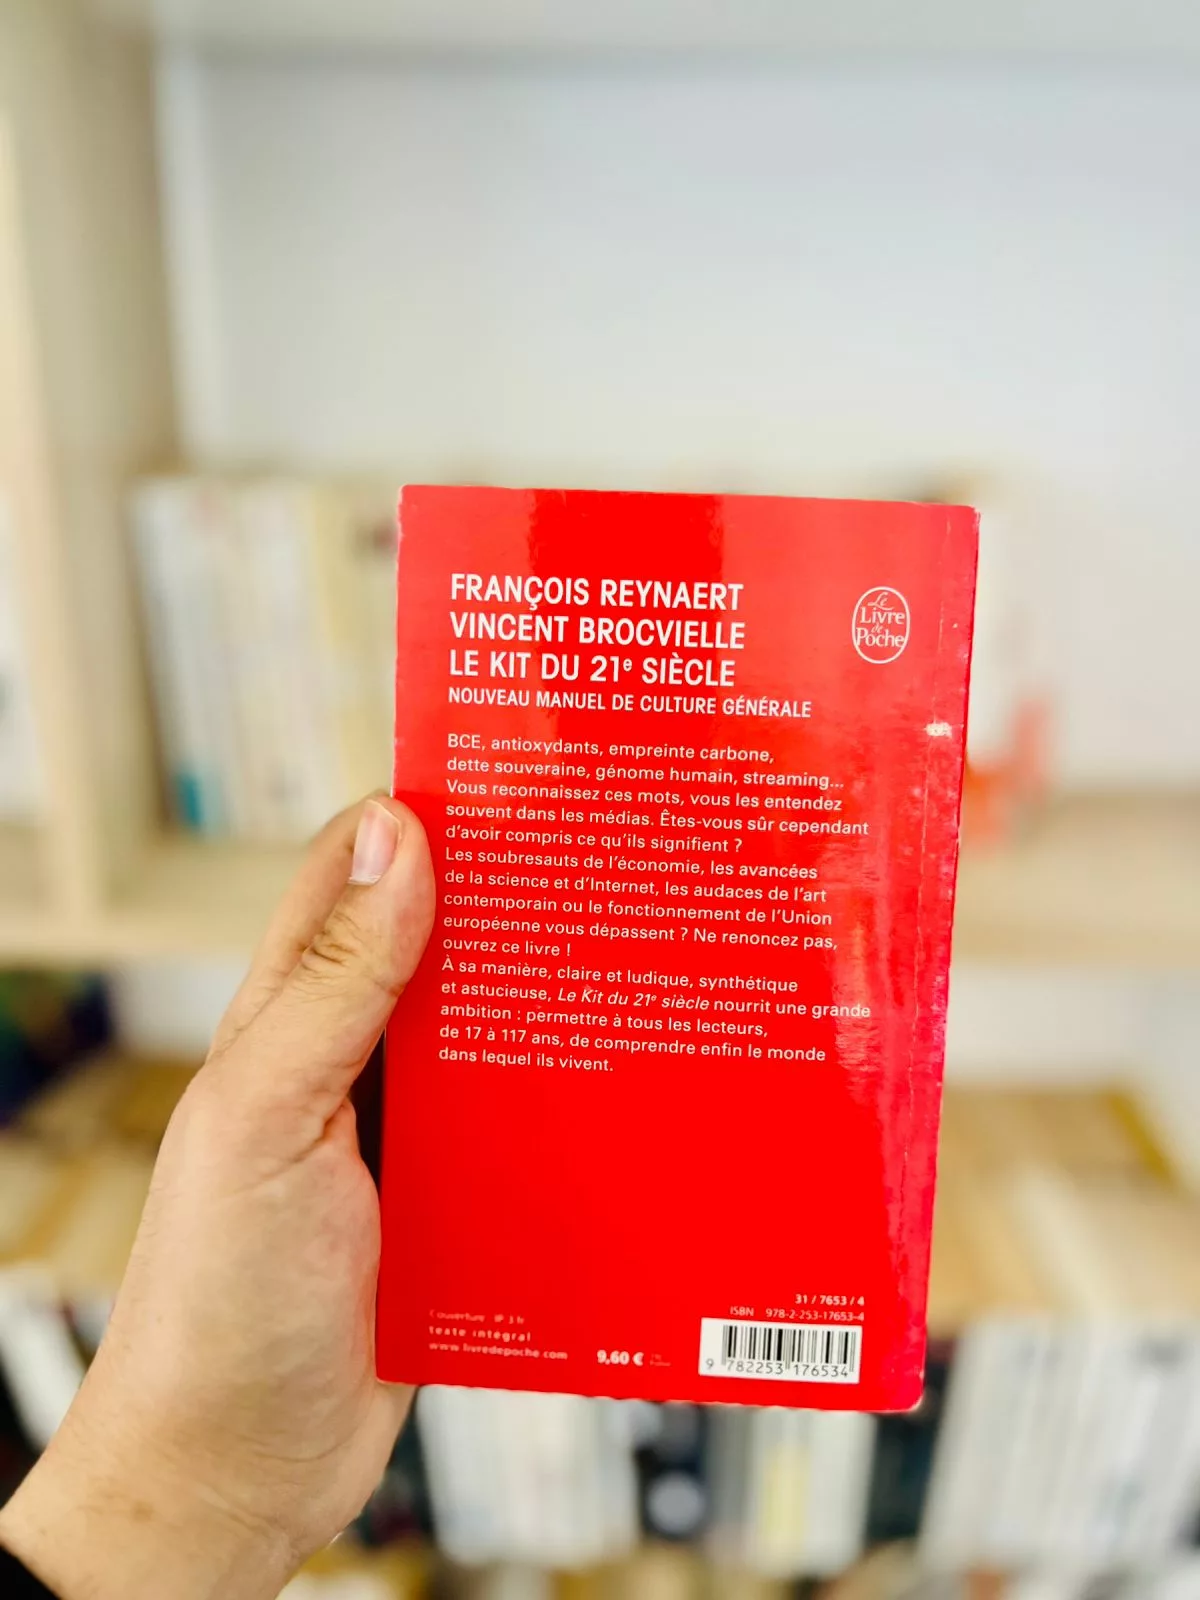 FRANÇOIS REYNAERT
VINCENT BROCVIELLE
LE KIT DU 21e SIÈCLE
NOUVEAU MANUEL DE CULTURE GÉNÉRALE
Le
Livre
de
Poche
BCE, antioxydants, empreinte carbone,
dette souveraine, génome humain, streaming...
Vous reconnaissez ces mots, vous les entendez
souvent dans les médias. Êtes-vous sûr cependant
d'avoir compris ce qu'ils signifient ?
Les soubresauts de l'économie, les avancées
de la science et d'Internet, les audaces de l'art
contemporain ou le fonctionnement de l'Union
européenne vous dépassent ? Ne renoncez pas,
ouvrez ce livre !
À sa manière, claire et ludique, synthétique
et astucieuse, Le Kit du 21e siècle nourrit une grande
ambition : permettre à tous les lecteurs,
de 17 à 117 ans, de comprendre enfin le monde
dans lequel ils vivent.
31 / 7653 / 4
ISBN 978-2-253-17653-4
Couverture
texte intégral
www.livredepoche.com
9,60 €
9 782253 176534